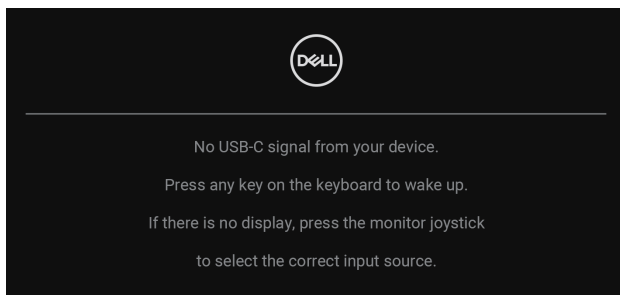 DELL
No USB-C signal from your device.
Press any key on the keyboard to wake up.
If there is no display, press the monitor joystick
to select the correct input source.